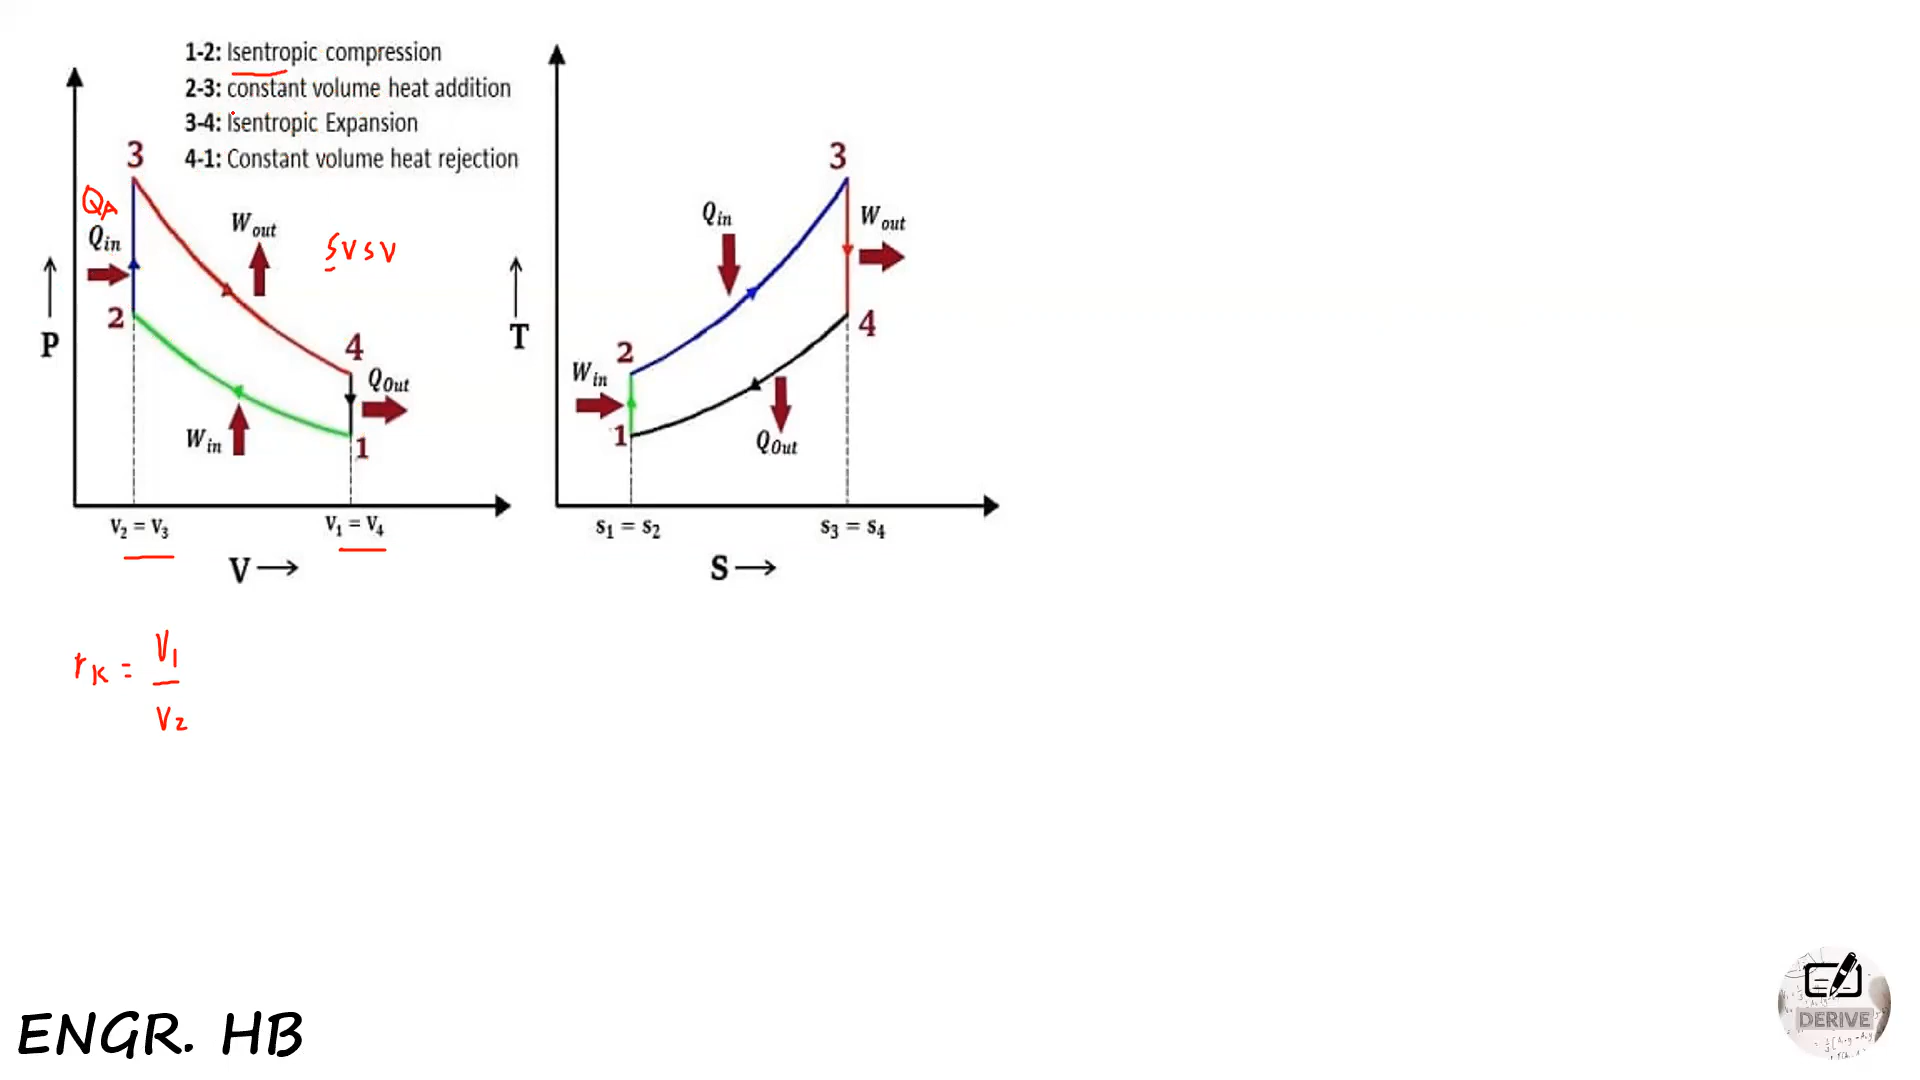 1-2: Isentropic compression
2-3: constant volume heat addition
3-4: Isentropic Expansion
4-1: Constant volume heat rejection
3
QA
Qin
Wout
SVSV
2
P
4
QOut
Win
1
V2 = V3
V1 = V4
V
3
Qin
Wout
T
2
4
Win
1
QOut
S1 = S2
S3 = S4
S
rK = V1
V2
ENGR. HB
DERIVE